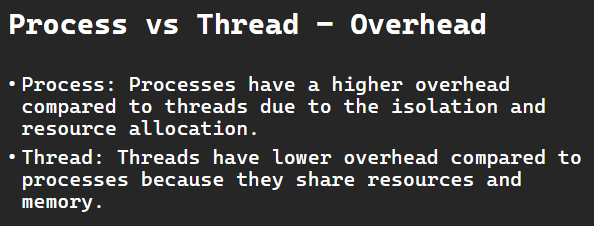 Process vs Thread – Overhead
• Process: Processes have a higher overhead
compared to threads due to the isolation and
resource allocation.
• Thread: Threads have lower overhead compared to
processes because they share resources and
memory.